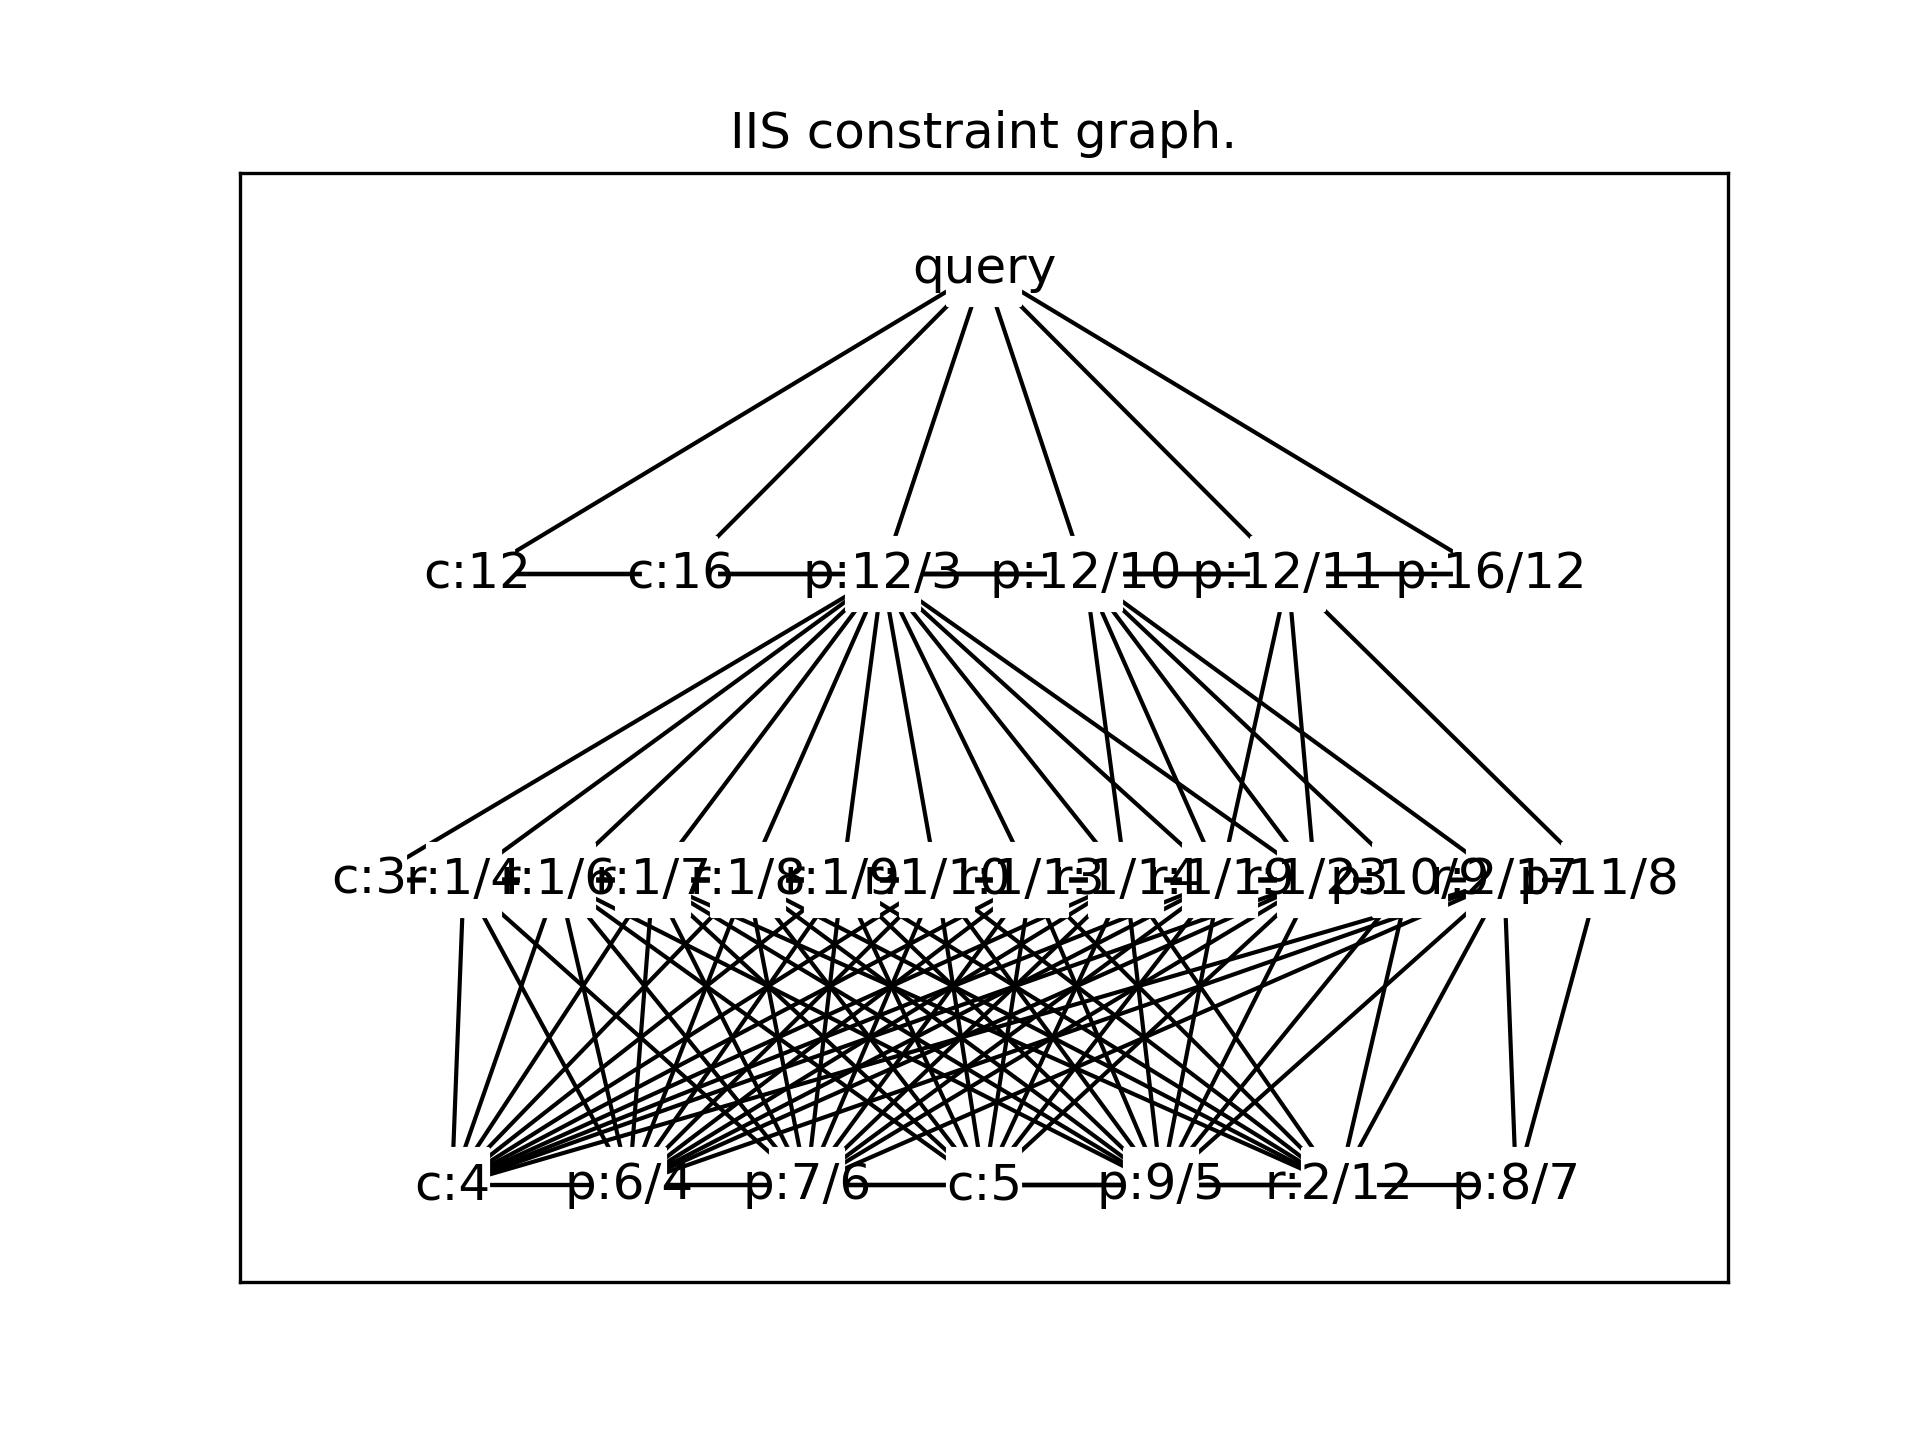 IIS constraint graph.
query
c:12 c:16 p:12/3 p:12/10 p:12/11 p:16/12
c:3 r:1/4 r:1/6 r:1/7 r:1/8 r:1/9 r:1/10 r:1/13 r:1/14 r:1/19 r:1/23 p:10/9 r:2/17 p:11/8
c:4 p:6/4 p:7/6 c:5 p:9/5 r:2/12 p:8/7